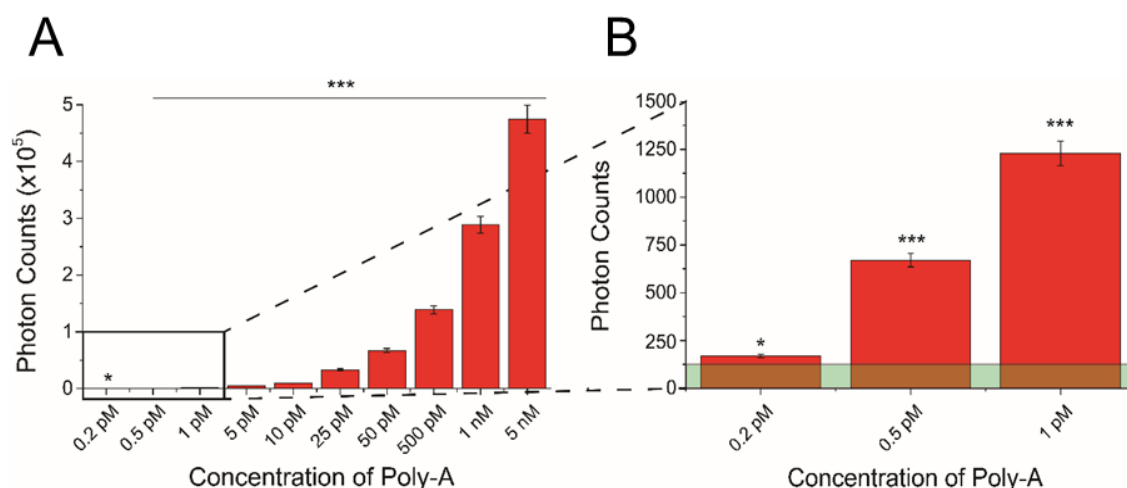 A
***
Photon Counts (x10⁵)
5
4
3
2
1
0
*
0.2 pM
0.5 pM
1 pM
5 pM
10 pM
25 pM
50 pM
500 pM
1 nM
5 nM
Concentration of Poly-A
B
Photon Counts
1500
1250
1000
750
500
250
0
*
***
***
0.2 pM
0.5 pM
1 pM
Concentration of Poly-A